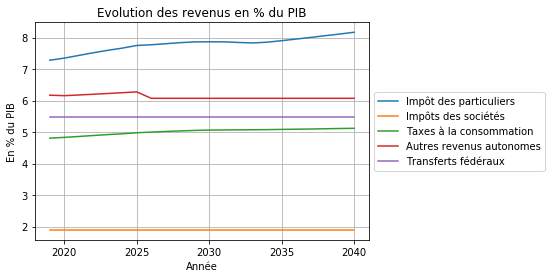 Evolution des revenus en % du PIB
En % du PIB
8
7
6
5
4
3
2
2020
2025
2030
2035
2040
Année
Impôt des particuliers
Impôts des sociétés
Taxes à la consommation
Autres revenus autonomes
Transferts fédéraux